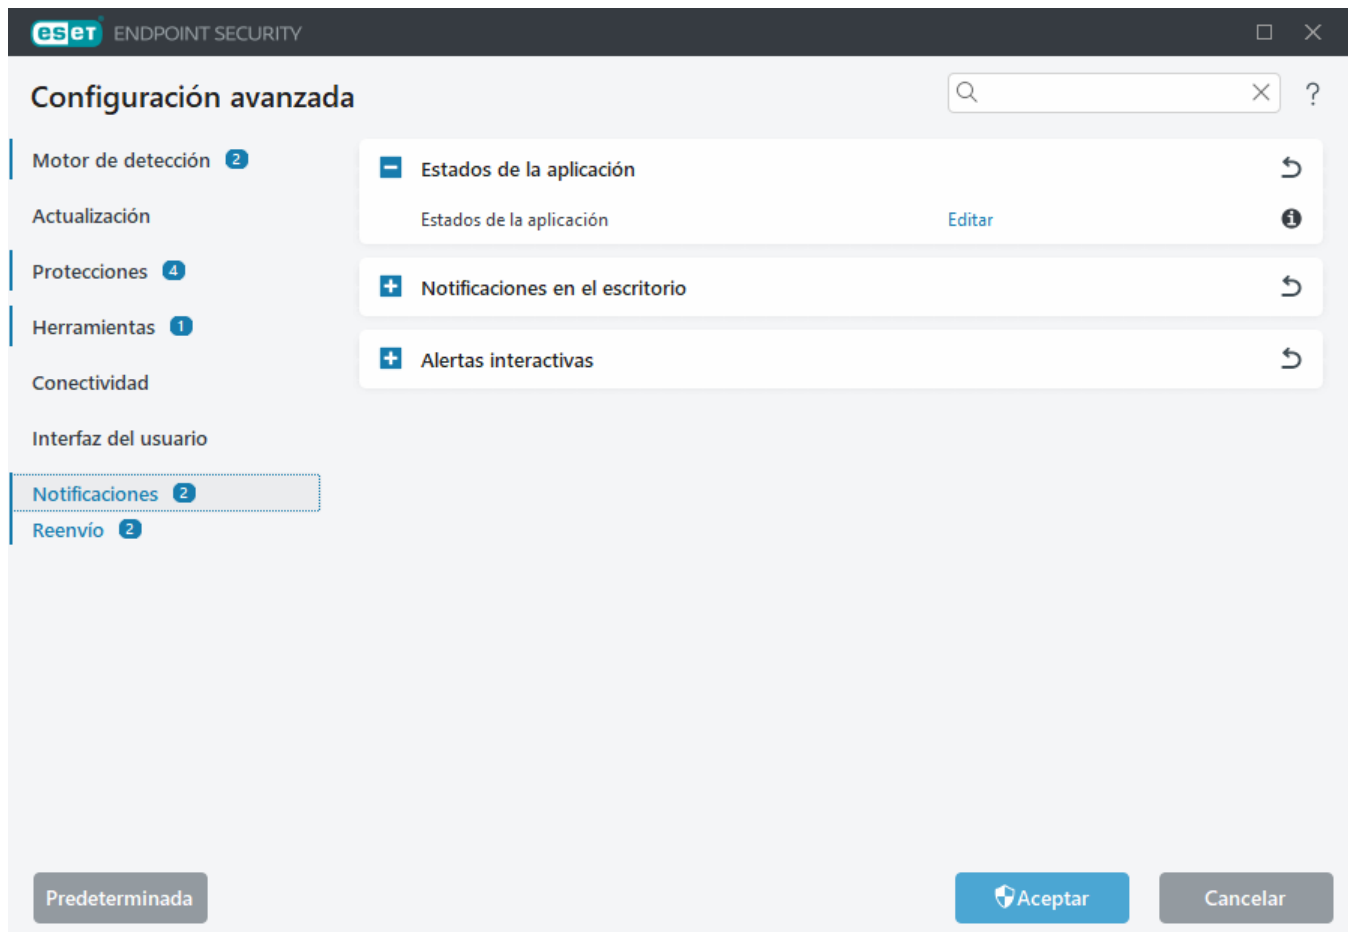 eset ENDPOINT SECURITY
Configuración avanzada
?
Motor de detección 2
Actualización
Protecciones 4
Herramientas 1
Conectividad
Interfaz del usuario
Notificaciones 2
Reenvío 2
Estados de la aplicación
Estados de la aplicación Editar
Notificaciones en el escritorio
Alertas interactivas
Predeterminada
Aceptar
Cancelar